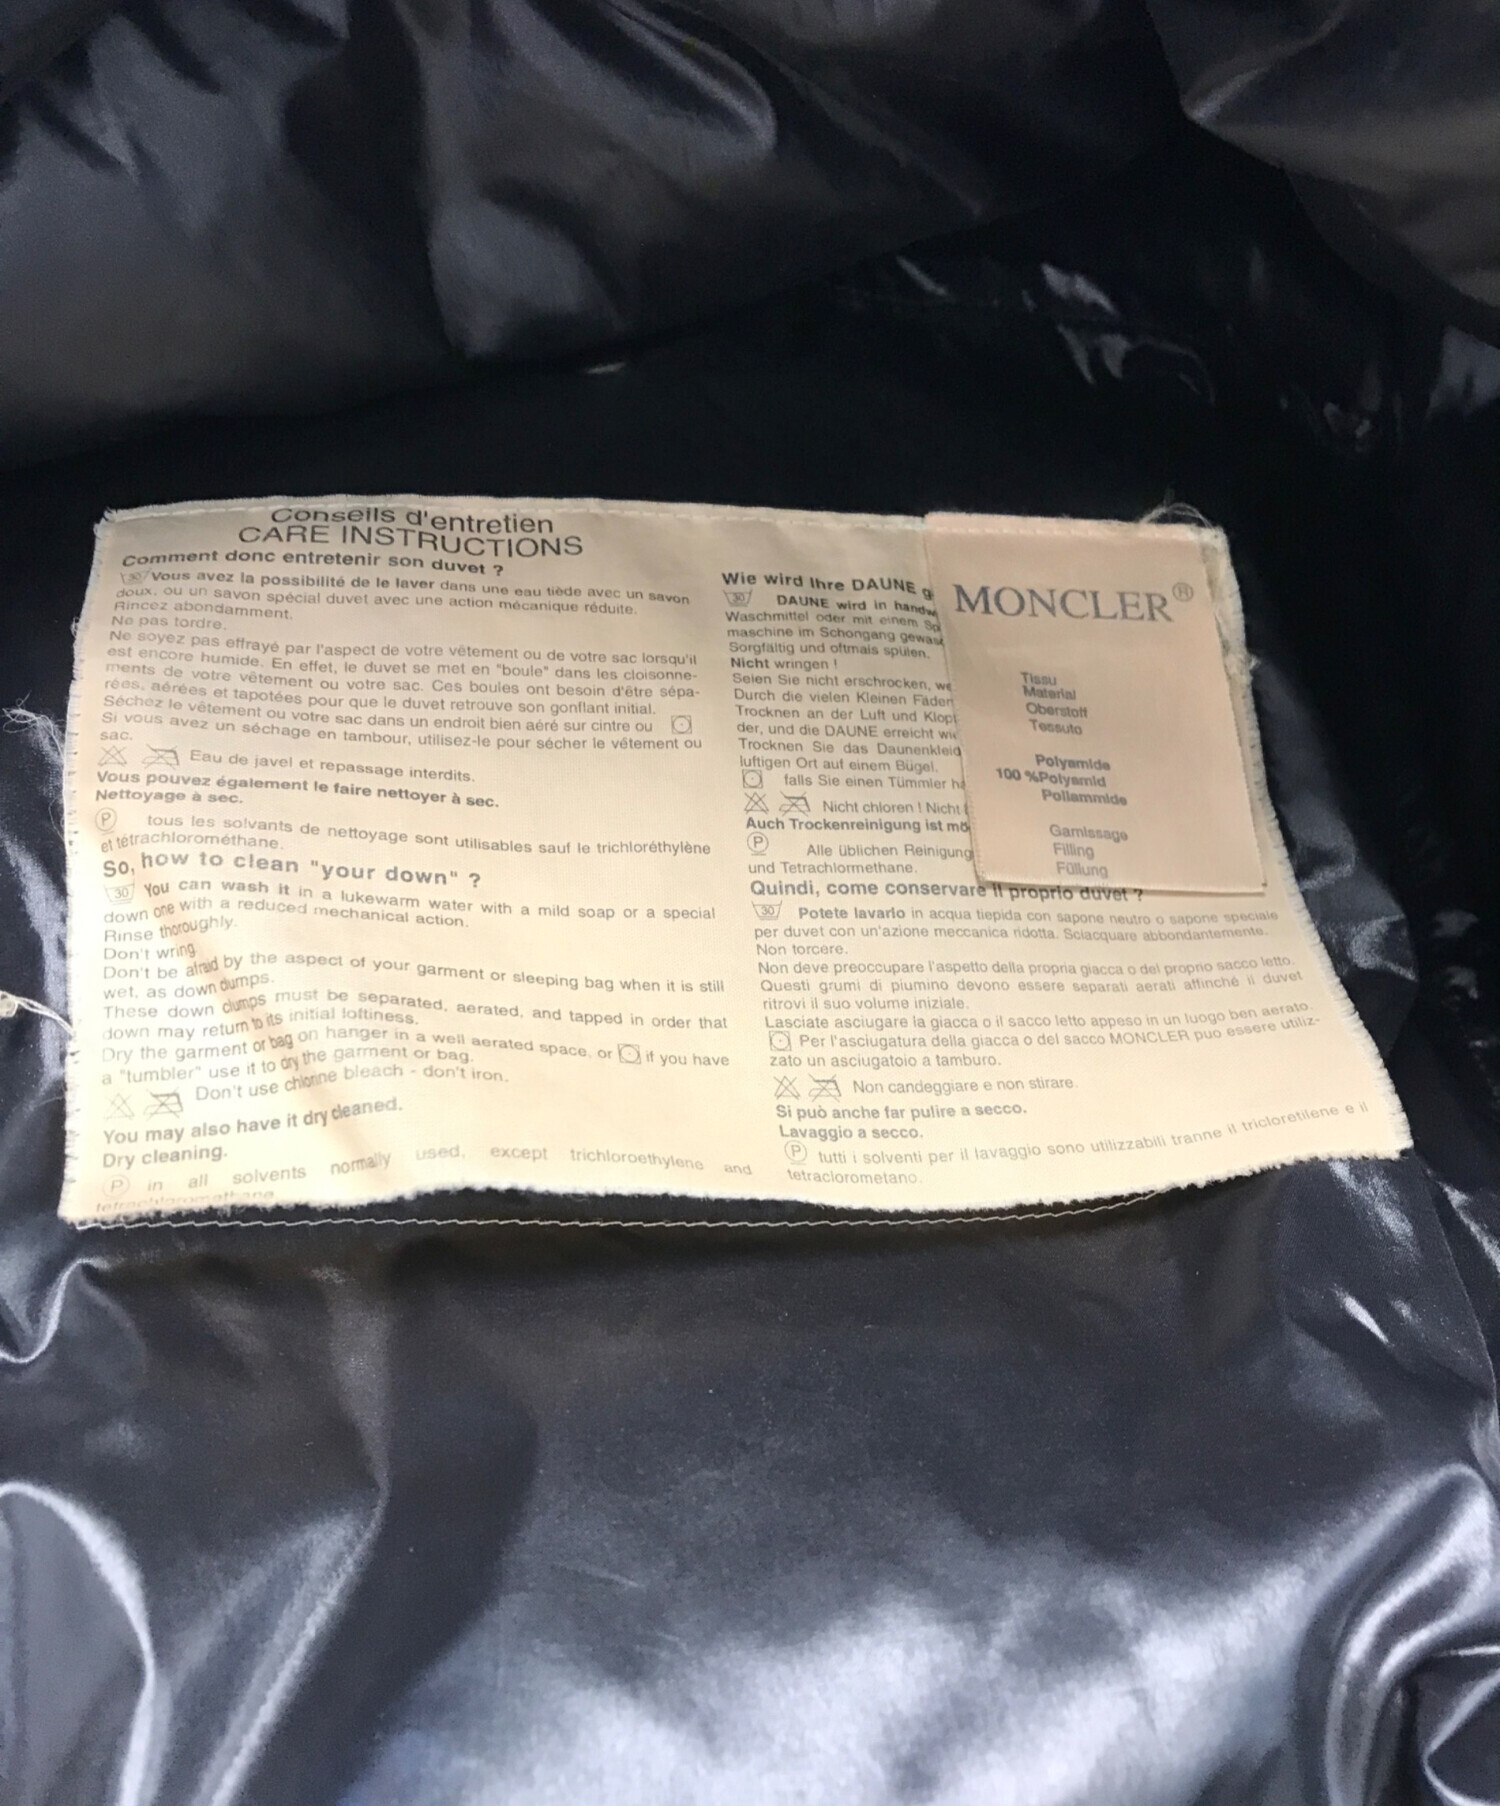 Conseils d'entretien
CARE INSTRUCTIONS
Comment donc entretenir son duvet ?
30 Vous avez la possibilité de le laver dans une eau tiède avec un savon
doux, ou un savon spécial duvet avec une action mécanique réduite.
Rincez abondamment.
Ne pas tordre.
Ne soyez pas effrayé par l'aspect de votre vêtement ou de votre sac lorsqu'il
est encore humide. En effet, le duvet se met en "boule" dans les cloisonne-
ments de votre vêtement ou votre sac. Ces boules ont besoin d'être sépa-
rées, aérées et tapotées pour que le duvet retrouve son gonflant initial.
Séchez le vêtement ou votre sac dans un endroit bien aéré sur cintre ou
Si vous avez un séchage en tambour, utilisez-le pour sécher le vêtement ou
sac.
Eau de javel et repassage interdits.
Vous pouvez également le faire nettoyer à sec.
Nettoyage à sec.
P tous les solvants de nettoyage sont utilisables sauf le trichloréthylène
et tétrachlorométhane.
So, how to clean "your down" ?
30 You can wash it in a lukewarm water with a mild soap or a special
down one with a reduced mechanical action.
Rinse thoroughly.
Don't wring
Don't be afraid by the aspect of your garment or sleeping bag when it is still
wet, as down dumps.
These down clumps must be separated, aerated, and tapped in order that
down may return to its initial loftiness.
Dry the garment or bag on hanger in a well aerated space, or if you have
a "tumbler" use it to dry the garment or bag.
Don't use chlorine bleach - don't iron.
You may also have it dry cleaned.
Dry cleaning.
P in all solvents normally used, except trichloroethylene and
tetrachloromethane
Wie wird Ihre DAUNE g
30 DAUNE wird in handw
Waschmittel oder mit einem So
maschine im Schongang gewas
Sorgfältig und oftmals spülen.
Nicht wringen !
Seien Sie nicht erschrocken, we
Durch die vielen Kleinen Fäden
Trocknen an der Luft und Klopf
der, und die DAUNE erreicht wi
Trocknen Sie das Daunenkleid
luftigen Ort auf einem Bügel.
falls Sie einen Tümmler ha
Nicht chloren ! Nicht
Auch Trockenreinigung ist mö
P Alle üblichen Reinigung
und Tetrachlormethane.
Quindi, come conservare il proprio duvet ?
30 Potete lavarlo in acqua tiepida con sapone neutro o sapone speciale
per duvet con un'azione meccanica ridotta. Sciacquare abbondantemente.
Non torcere.
Non deve preoccupare l'aspetto della propria giacca o del proprio sacco letto.
Questi grumi di piumino devono essere separati aerati affinché il duvet
ritrovi il suo volume iniziale.
Lasciate asciugare la giacca o il sacco letto appeso in un luogo ben aerato.
Per l'asciugatura della giacca o del sacco MONCLER puo essere utiliz-
zato un asciugatoio a tamburo.
Non candeggiare e non stirare.
Si può anche far pulire a secco.
Lavaggio a secco.
P tutti i solventi per il lavaggio sono utilizzabili tranne il tricloretilene e il
tetraclorometano.
MONCLER®
Tissu
Material
Oberstoff
Tessuto
Polyamide
100 %Polyamid
Poliammide
Garnissage
Filling
Füllung